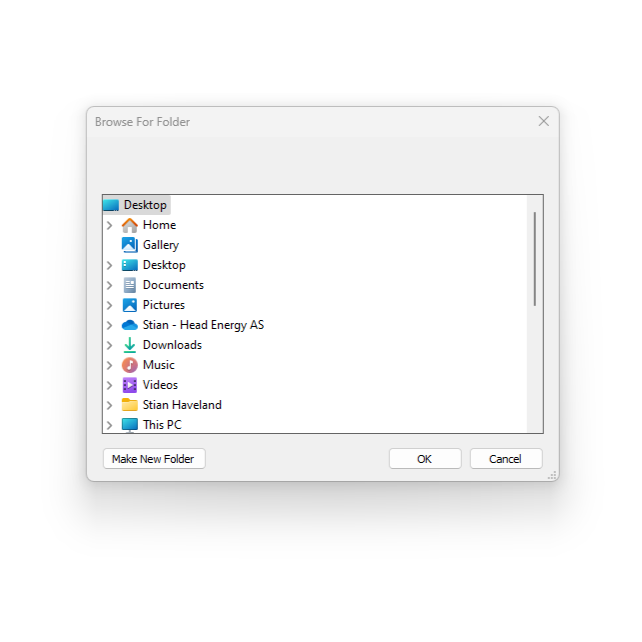 Browse For Folder
Desktop
Home
Gallery
Desktop
Documents
Pictures
Stian - Head Energy AS
Downloads
Music
Videos
Stian Haveland
This PC
Make New Folder OK Cancel